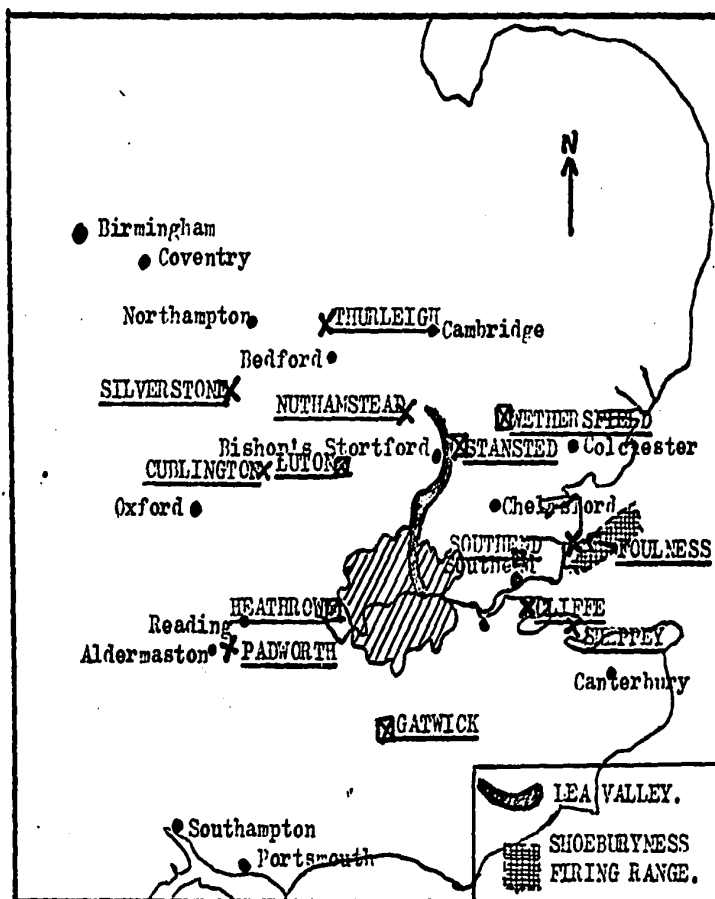 N
Birmingham
Coventry
Northampton
THURLEIGH
Cambridge
Bedford
SILVERSTONE
NUTHAMSTEAD
WETHERSFIELD
Bishop's Stortford
STANSTED
Colchester
CUBLINGTON
LUTON
Oxford
Chelmsford
SOUTHEND
Southend
FOULNESS
HEATHROW
CLIFFE
Reading
SHEPPEY
Aldermaston
PADWORTH
Canterbury
GATWICK
LEA VALLEY.
Southampton
SHOEBURYNESS
Portsmouth
FIRING RANGE.